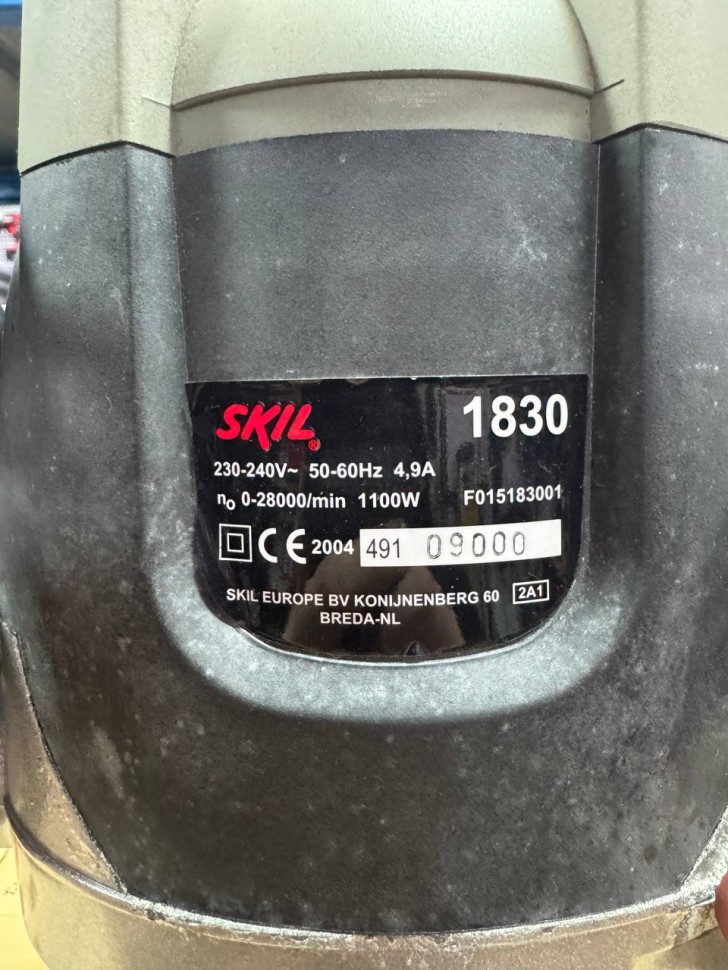 SKIL® 1830
230-240V~ 50-60Hz 4,9A
no 0-28000/min 1100W F015183001
CE 2004 491 09000
SKIL EUROPE BV KONIJNENBERG 60 2A1
BREDA-NL